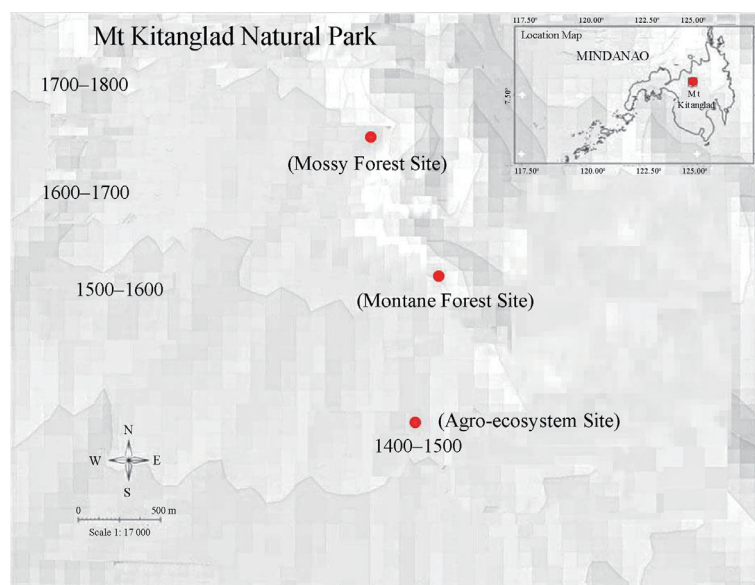 Mt Kitanglad Natural Park
1700–1800
(Mossy Forest Site)
1600–1700
1500–1600
(Montane Forest Site)
(Agro-ecosystem Site)
1400–1500
N
W E
S
0 500 m
Scale 1: 17 000
117.50° 120.00° 122.50° 125.00°
Location Map
MINDANAO
Mt
Kitanglad
7.50°
7.50°
117.50° 120.00° 122.50° 125.00°